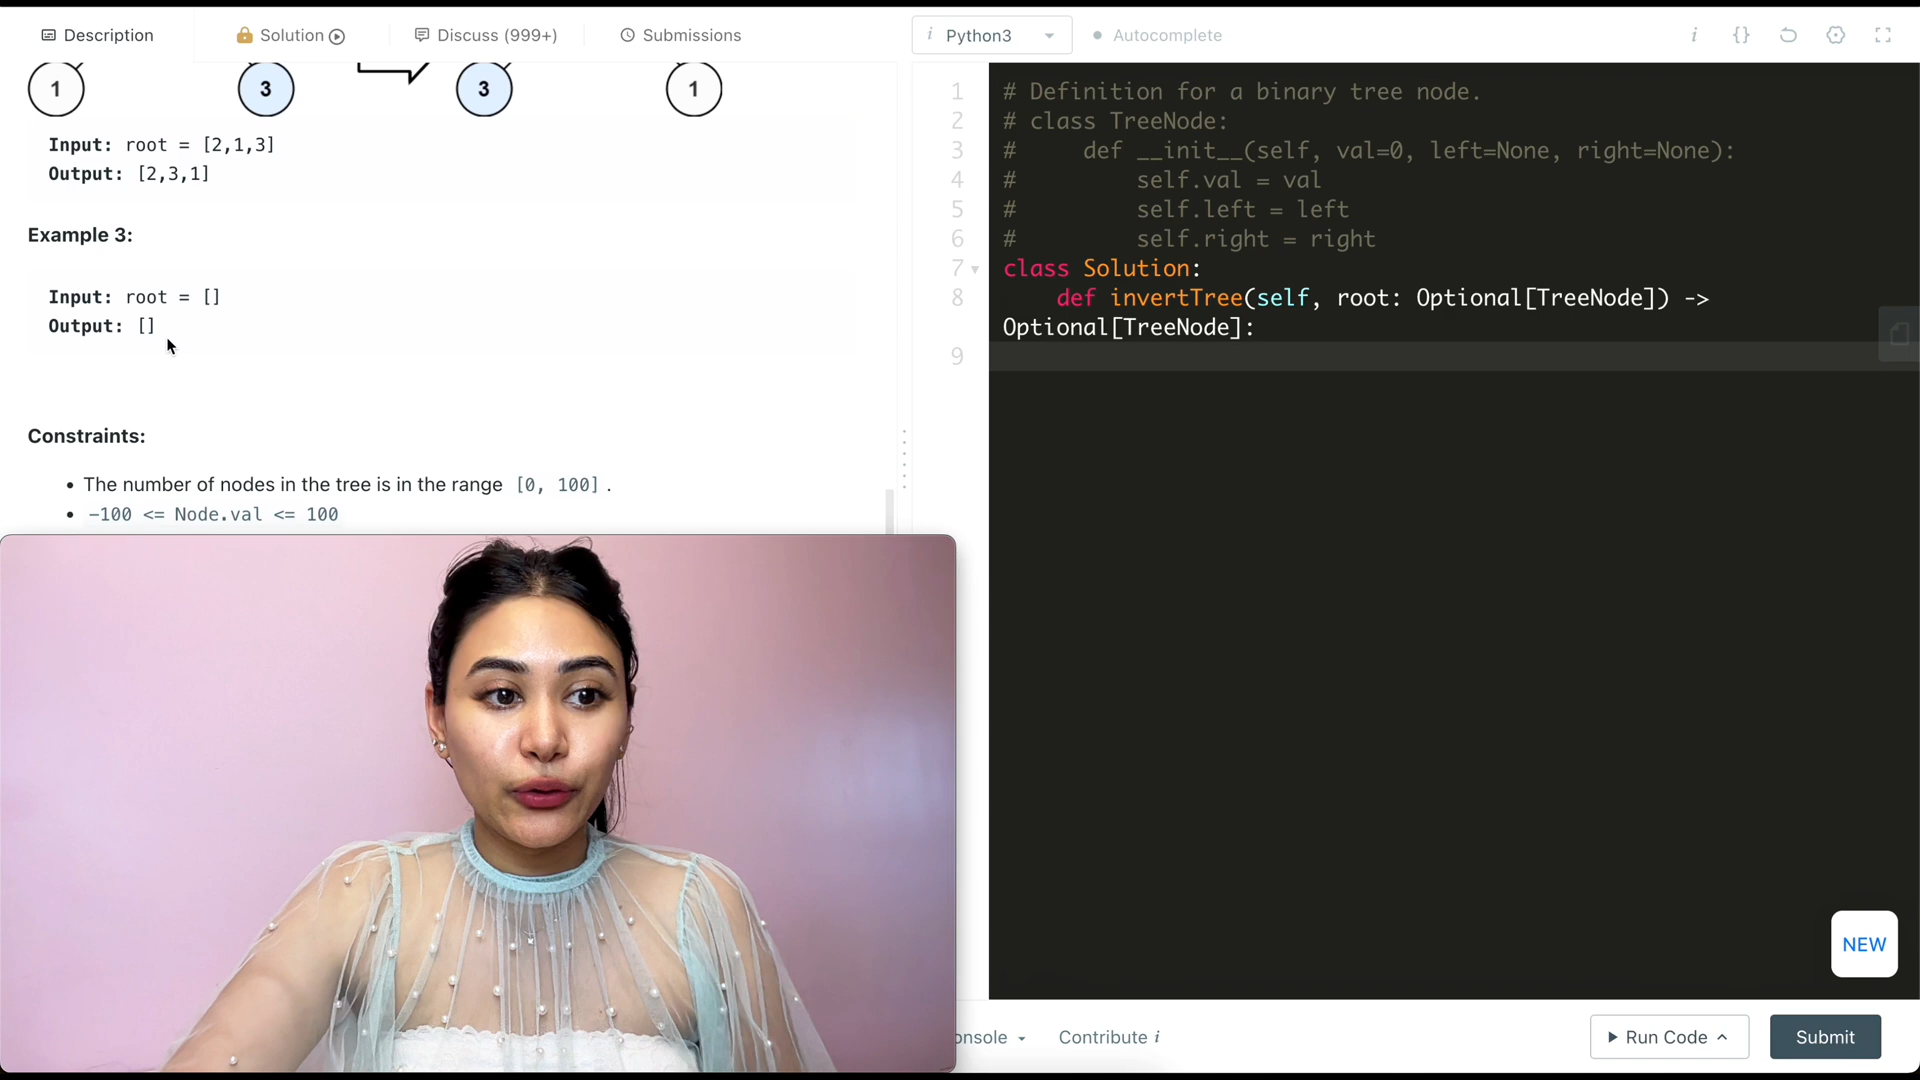 Description
Solution
Discuss (999+)
Submissions
i Python3
Autocomplete
i {}
1 3 3 1
Input: root = [2,1,3]
Output: [2,3,1]
Example 3:
Input: root = []
Output: []
Constraints:
• The number of nodes in the tree is in the range [0, 100] .
• -100 <= Node.val <= 100
1 # Definition for a binary tree node.
2 # class TreeNode:
3 #     def __init__(self, val=0, left=None, right=None):
4 #         self.val = val
5 #         self.left = left
6 #         self.right = right
7 class Solution:
8     def invertTree(self, root: Optional[TreeNode]) ->
Optional[TreeNode]:
9
NEW
onsole
Contribute i
Run Code
Submit